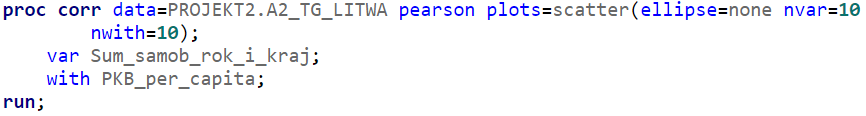 proc corr data=PROJEKT2.A2_TG_LITWA pearson plots=scatter(ellipse=none nvar=10
nwith=10);
var Sum_samob_rok_i_kraj;
with PKB_per_capita;
run;